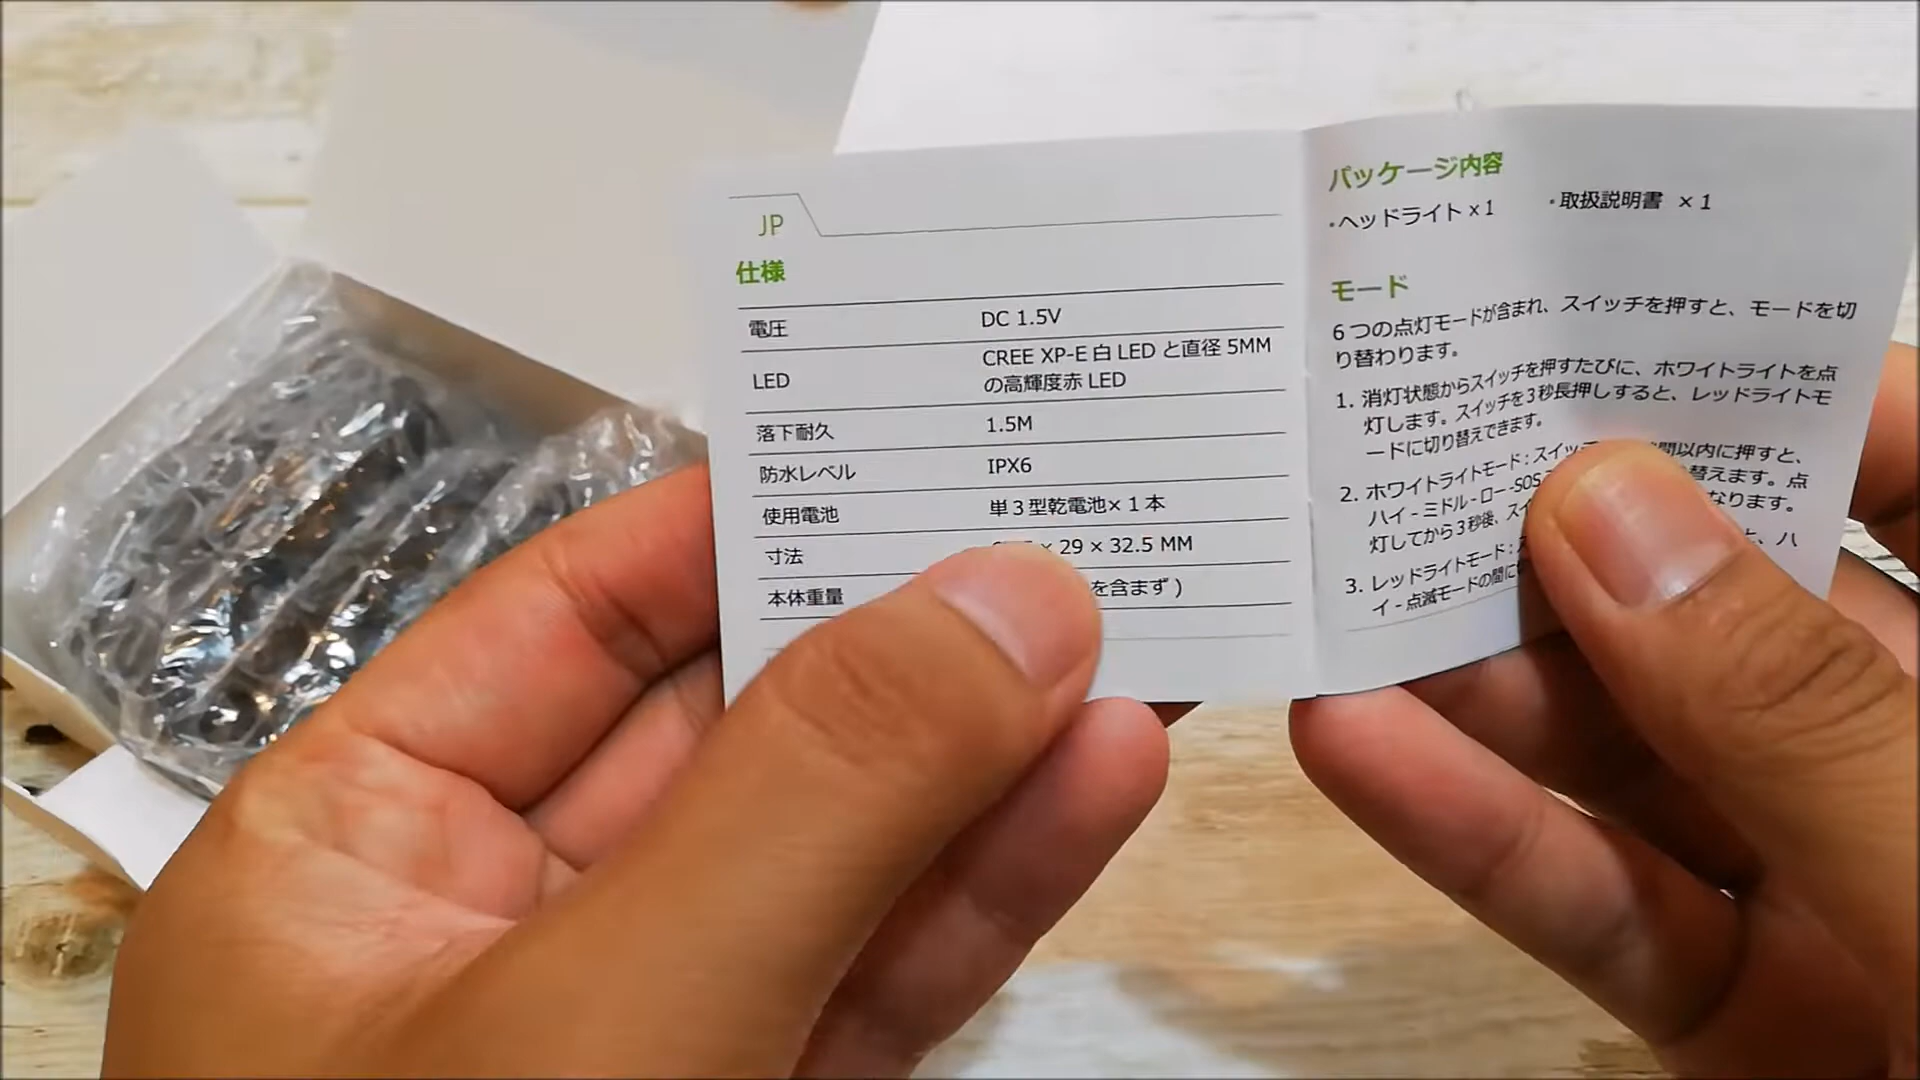 JP
仕様
電圧 DC 1.5V
LED CREE XP-E 白 LED と直径 5MM
の高輝度赤 LED
落下耐久 1.5M
防水レベル IPX6
使用電池 単3型乾電池× 1 本
寸法 × 29 × 32.5 MM
本体重量 を含まず )
パッケージ内容
・ヘッドライト x 1 ・取扱説明書 × 1
モード
6 つの点灯モードが含まれ、スイッチを押すと、モードを切
り替わります。
1. 消灯状態からスイッチを押すたびに、ホワイトライトを点
灯します。スイッチを3秒長押しすると、レッドライトモ
ードに切り替えできます。
2. ホワイトライトモード : スイッ 間以内に押すと、
ハイ - ミドル - ロー -SOS 替えます。点
灯してから3秒後、スイ なります。
3. レッドライトモード : 、ハ
イ - 点滅モードの間に